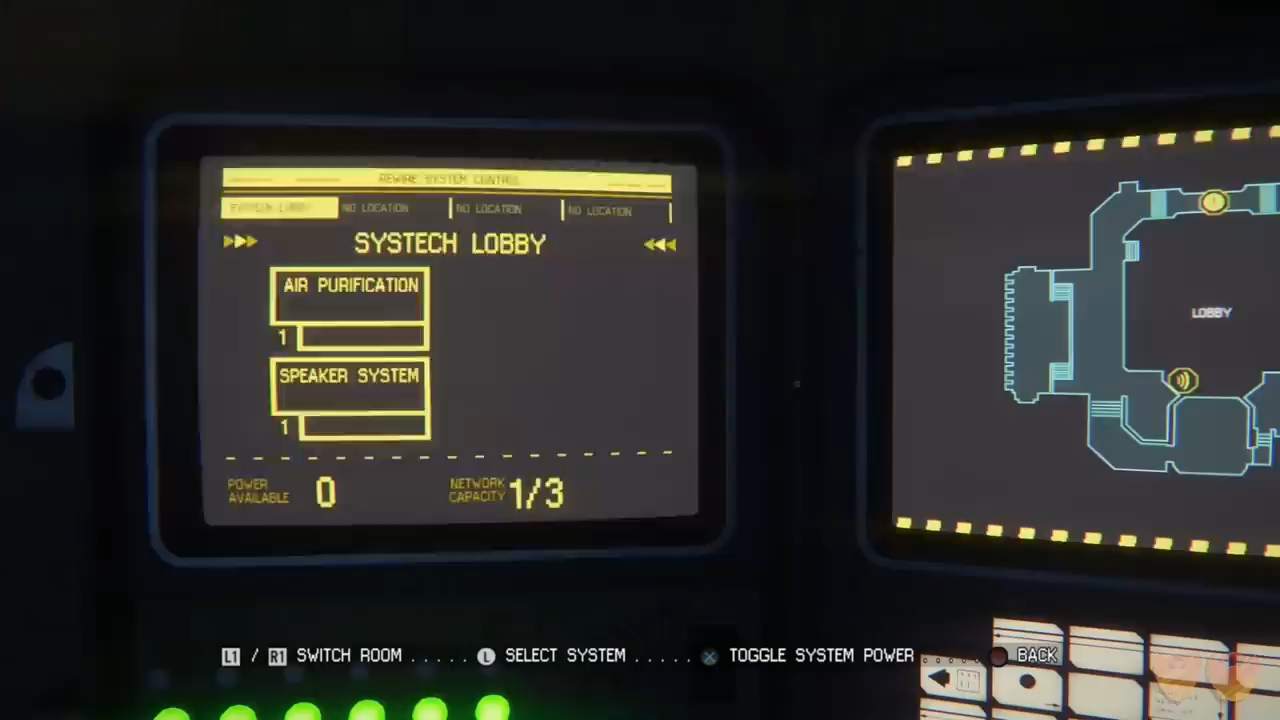 REWIRE SYSTEM CONTROL
SYSTECH LOBBY NO LOCATION NO LOCATION NO LOCATION
SYSTECH LOBBY
AIR PURIFICATION
1
SPEAKER SYSTEM
1
POWER AVAILABLE 0 NETWORK CAPACITY 1/3
LOBBY
L1 / R1 SWITCH ROOM ..... L SELECT SYSTEM ..... TOGGLE SYSTEM POWER BACK